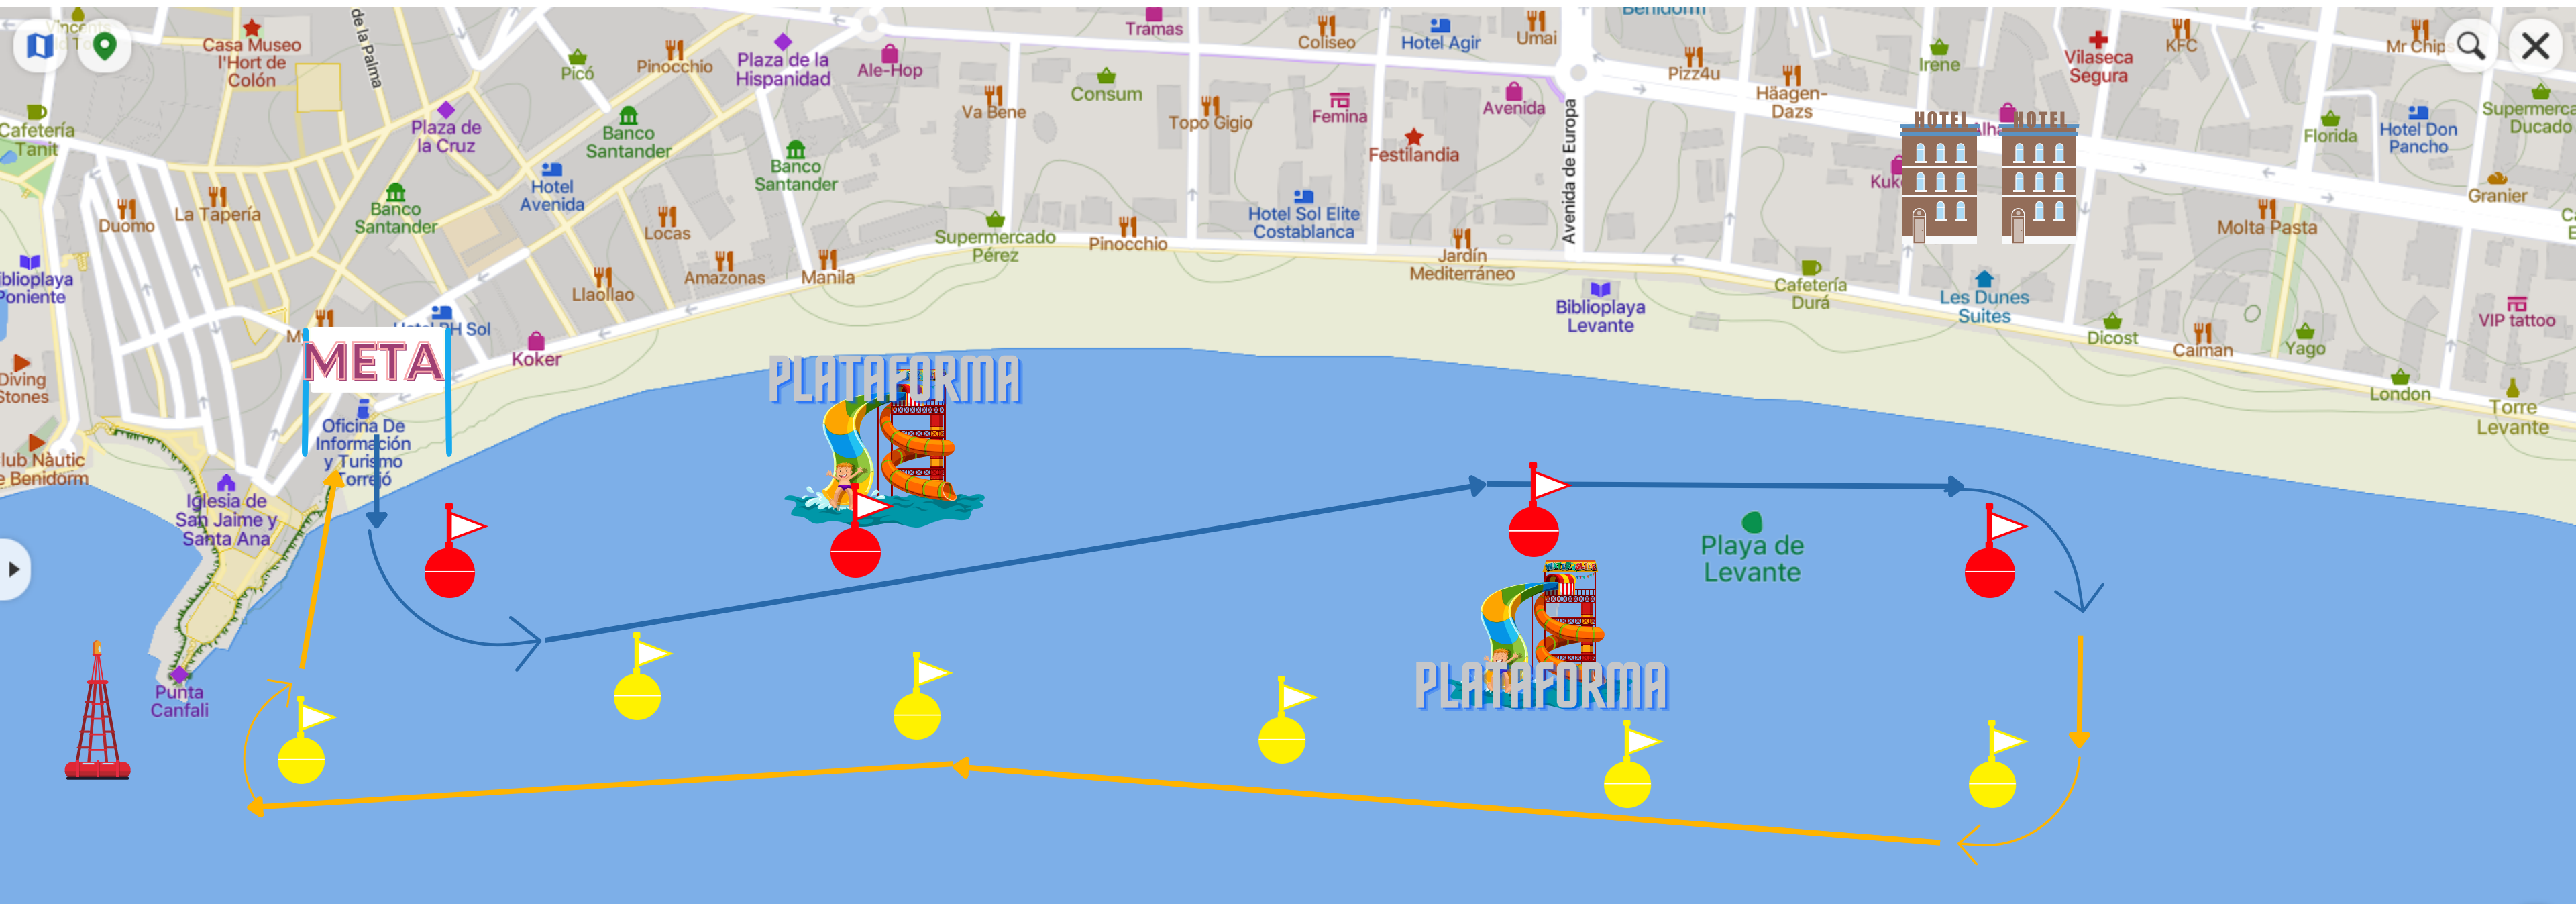 Casa Museo
l'Hort de
Colón
de la Palma
Picó
Pinocchio
Plaza de la
Hispanidad
Ale-Hop
Tramas
Coliseo
Hotel Agir
Umai
Benidorm
Pizz4u
Irene
Vilaseca
Segura
KFC
Mr Chips
Cafetería
Tanit
Plaza de
la Cruz
Banco
Santander
Banco
Santander
Va Bene
Consum
Topo Gigio
Femina
Avenida
Festilandia
Avenida de Europa
Häagen-
Dazs
HOTEL
HOTEL
Florida
Hotel Don
Pancho
Supermerca
Ducado
Duomo
La Tapería
Banco
Santander
Hotel
Avenida
Locas
Amazonas
Manila
Llaollao
Supermercado
Pérez
Pinocchio
Hotel Sol Elite
Costablanca
Jardín
Mediterráneo
Biblioplaya
Levante
Cafetería
Durá
Les Dunes
Suites
Molta Pasta
Granier
VIP tattoo
iblioplaya
Poniente
Koker
META
PLATAFORMA
Dicost
Caiman
Yago
London
Torre
Levante
Diving
Stones
lub Nàutic
e Benidorm
Oficina De
Información
y Turismo
Torrejó
Iglesia de
San Jaime y
Santa Ana
Playa de
Levante
PLATAFORMA
Punta
Canfali